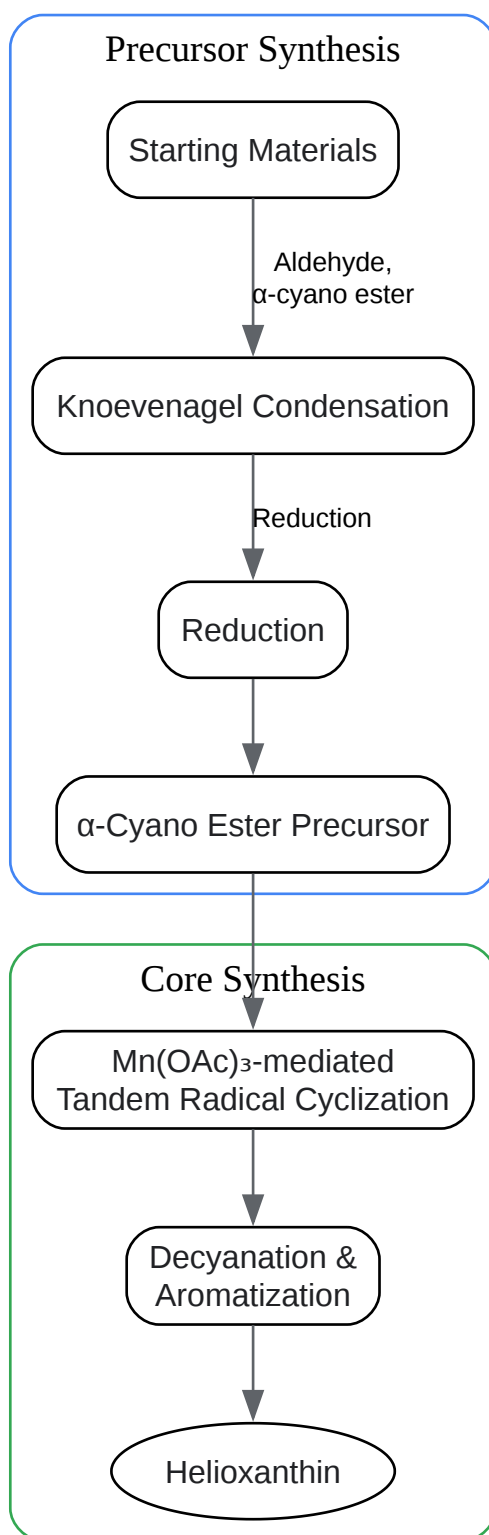 Precursor Synthesis
Starting Materials
Aldehyde,
α-cyano ester
Knoevenagel Condensation
Reduction
Reduction
α-Cyano Ester Precursor
Core Synthesis
Mn(OAc)₃-mediated
Tandem Radical Cyclization
Decyanation &
Aromatization
Helioxanthin